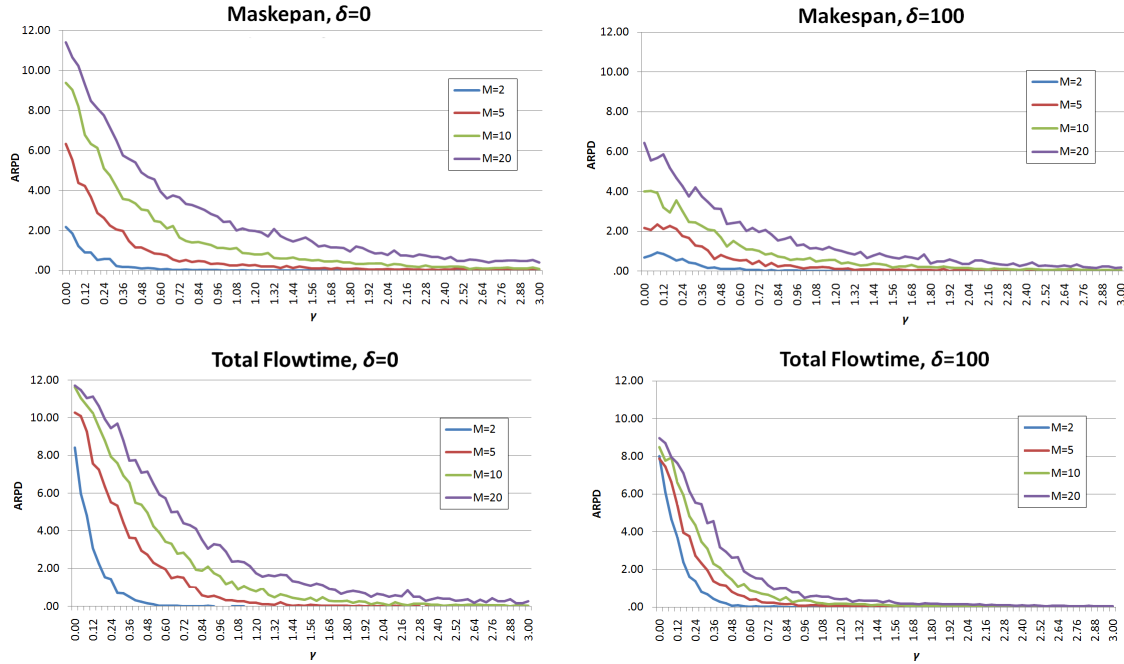 Maskepan, δ=0
12.00
10.00
8.00
6.00
4.00
2.00
.00
ARPD
0.00 0.12 0.24 0.36 0.48 0.60 0.72 0.84 0.96 1.08 1.20 1.32 1.44 1.56 1.68 1.80 1.92 2.04 2.16 2.28 2.40 2.52 2.64 2.76 2.88 3.00
γ
M=2
M=5
M=10
M=20
Makespan, δ=100
12.00
10.00
8.00
6.00
4.00
2.00
.00
ARPD
0.00 0.12 0.24 0.36 0.48 0.60 0.72 0.84 0.96 1.08 1.20 1.32 1.44 1.56 1.68 1.80 1.92 2.04 2.16 2.28 2.40 2.52 2.64 2.76 2.88 3.00
γ
M=2
M=5
M=10
M=20
Total Flowtime, δ=0
12.00
10.00
8.00
6.00
4.00
2.00
.00
ARPD
0.00 0.12 0.24 0.36 0.48 0.60 0.72 0.84 0.96 1.08 1.20 1.32 1.44 1.56 1.68 1.80 1.92 2.04 2.16 2.28 2.40 2.52 2.64 2.76 2.88 3.00
γ
M=2
M=5
M=10
M=20
Total Flowtime, δ=100
12.00
10.00
8.00
6.00
4.00
2.00
.00
ARPD
0.00 0.12 0.24 0.36 0.48 0.60 0.72 0.84 0.96 1.08 1.20 1.32 1.44 1.56 1.68 1.80 1.92 2.04 2.16 2.28 2.40 2.52 2.64 2.76 2.88 3.00
γ
M=2
M=5
M=10
M=20